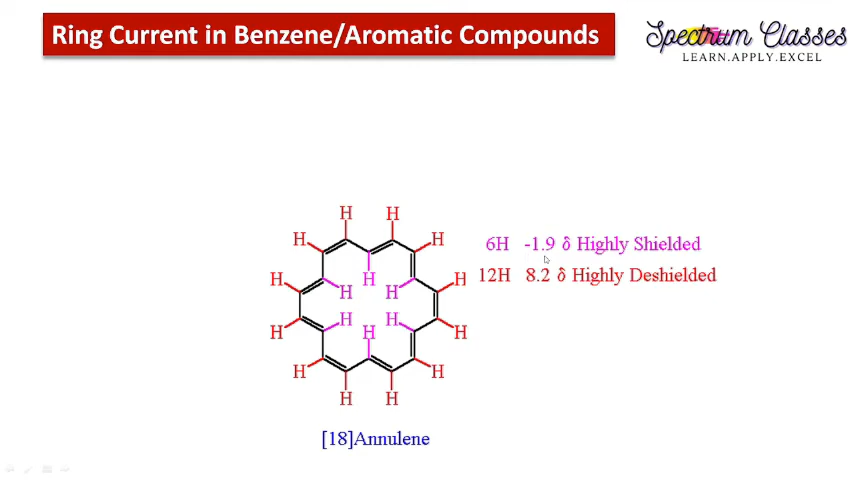 Ring Current in Benzene/Aromatic Compounds
Spectrum Classes
LEARN.APPLY.EXCEL
H H
H H
6H -1.9 δ Highly Shielded
H H H H H H
12H 8.2 δ Highly Deshielded
H H H H H
H H
H H
[18]Annulene